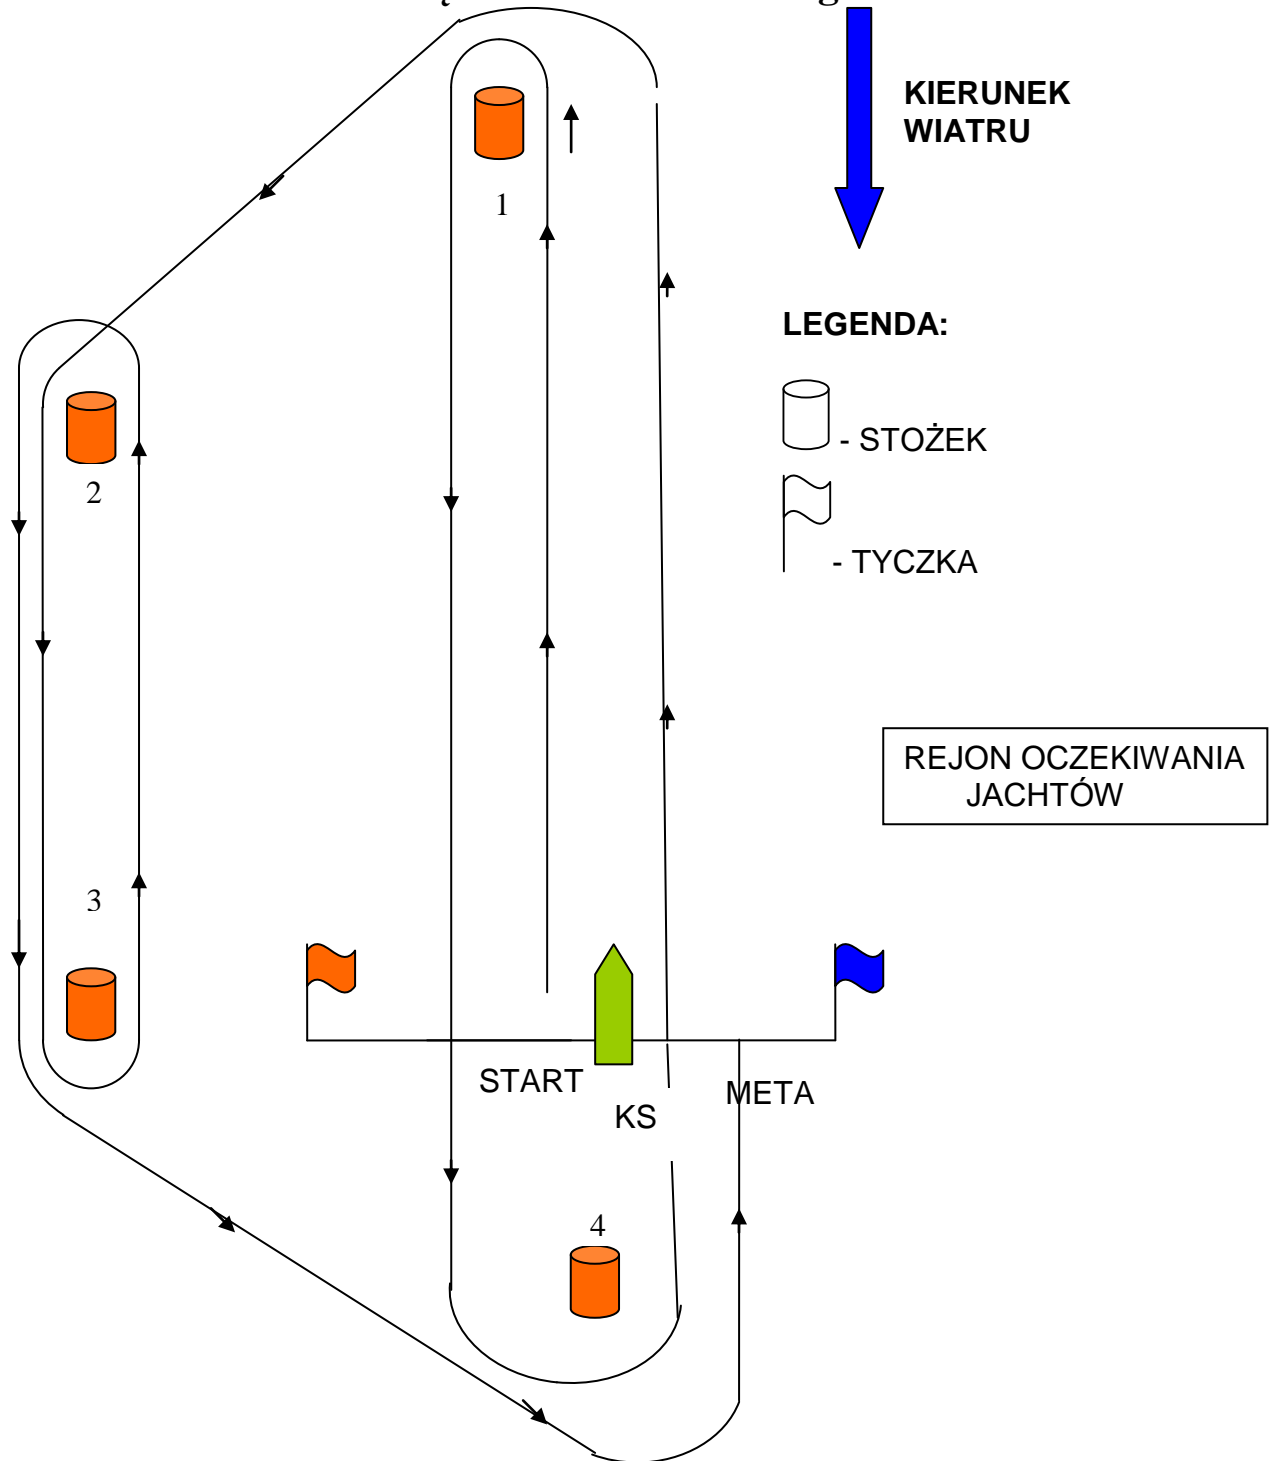 KIERUNEK
WIATRU
1
LEGENDA:
- STOŻEK
2
- TYCZKA
REJON OCZEKIWANIA
JACHTÓW
3
START
META
KS
4